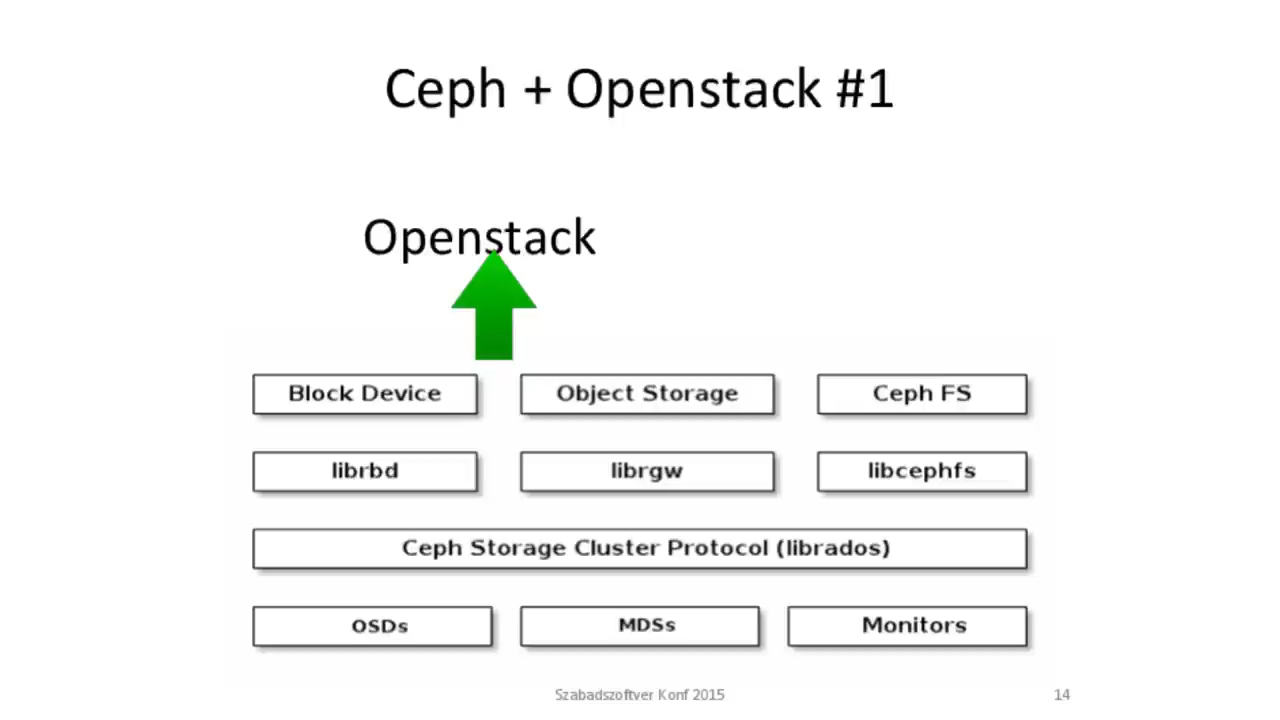 Ceph + Openstack #1
Openstack
Block Device
Object Storage
Ceph FS
librbd
librgw
libcephfs
Ceph Storage Cluster Protocol (librados)
OSDs
MDSs
Monitors
Szabadszoftver Konf 2015
14